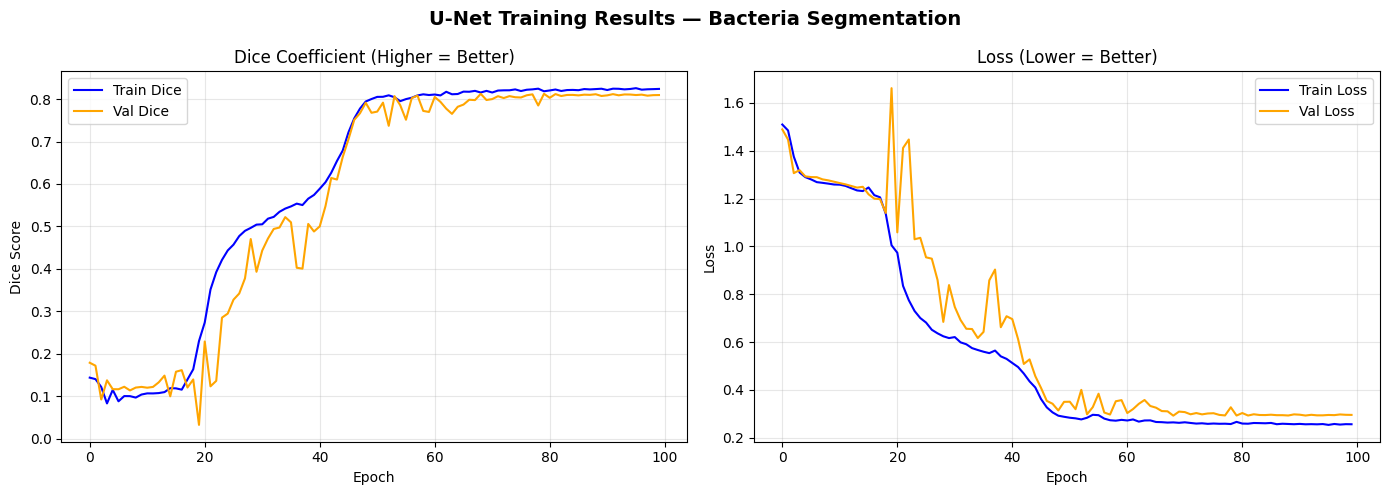 U-Net Training Results — Bacteria Segmentation
Dice Coefficient (Higher = Better)
Train Dice
Val Dice
Dice Score
0.8
0.7
0.6
0.5
0.4
0.3
0.2
0.1
0.0
0 20 40 60 80 100
Epoch
Loss (Lower = Better)
Train Loss
Val Loss
Loss
1.6
1.4
1.2
1.0
0.8
0.6
0.4
0.2
0 20 40 60 80 100
Epoch